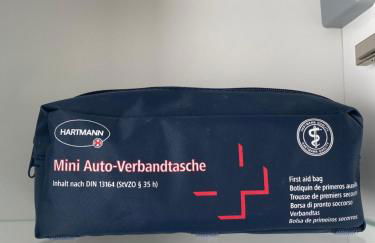 HARTMANN
Mini Auto-Verbandtasche
Inhalt nach DIN 13164 (StVZO § 35 h)
First aid bag
Botiquín de primeros auxilios
Trousse de premiers secours
Borsa di pronto soccorso
Verbandtas
Bolsa de primeiros socorros